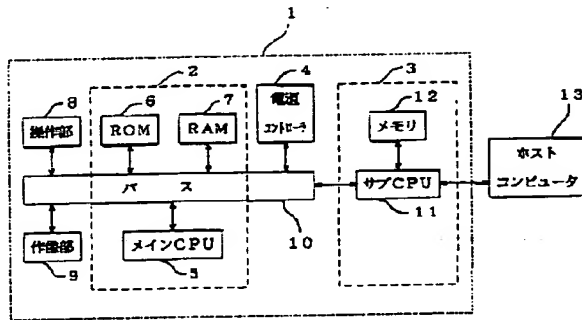 1
2
4
3
8
6
7
電源
コントローラ
12
13
操作部
ROM
RAM
メモリ
ホスト
コンピュータ
バス
サブCPU
11
作像部
メインCPU
10
9
5